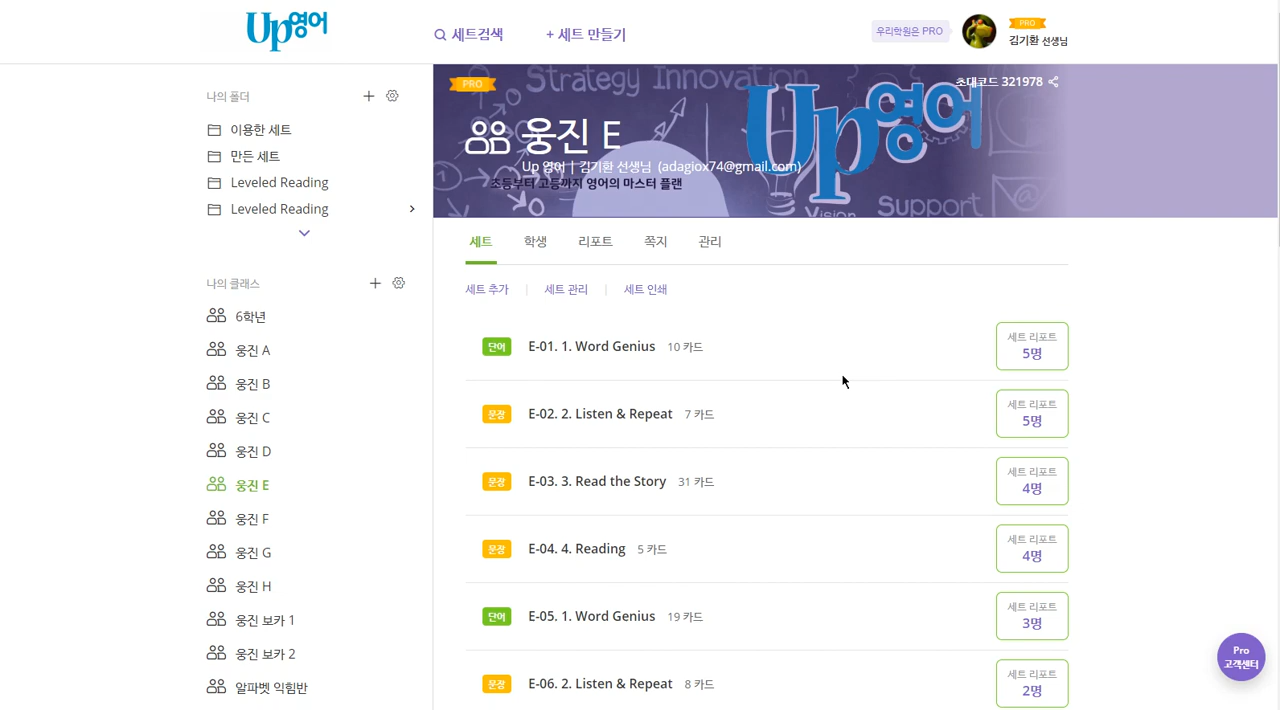 Up영어
세트검색
+ 세트 만들기
우리학원은 PRO
PRO
김기환 선생님
나의 폴더
이용한 세트
만든 세트
Leveled Reading
Leveled Reading
나의 클래스
6학년
웅진 A
웅진 B
웅진 C
웅진 D
웅진 E
웅진 F
웅진 G
웅진 H
웅진 보카 1
웅진 보카 2
알파벳 익힘반
PRO
Strategy Innovation
초대코드 321978
Up영어
웅진 E
Up 영어 | 김기환 선생님 (adagiox74@gmail.com)
초등부터 고등까지 영어의 마스터 플랜
Vision
Support
세트
학생
리포트
쪽지
관리
세트 추가
세트 관리
세트 인쇄
단어 E-01. 1. Word Genius 10 카드
세트 리포트
5명
문장 E-02. 2. Listen & Repeat 7 카드
세트 리포트
5명
문장 E-03. 3. Read the Story 31 카드
세트 리포트
4명
문장 E-04. 4. Reading 5 카드
세트 리포트
4명
단어 E-05. 1. Word Genius 19 카드
세트 리포트
3명
문장 E-06. 2. Listen & Repeat 8 카드
세트 리포트
2명
Pro
고객센터